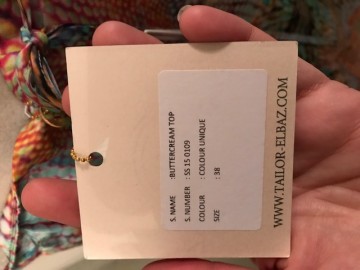 S. NAME :BUTTERCREAM TOP
S. NUMBER : SS 15 0109
COLOUR : COLOUR UNIQUE
SIZE : 38
WWW.TAILOR-ELBAZ.COM